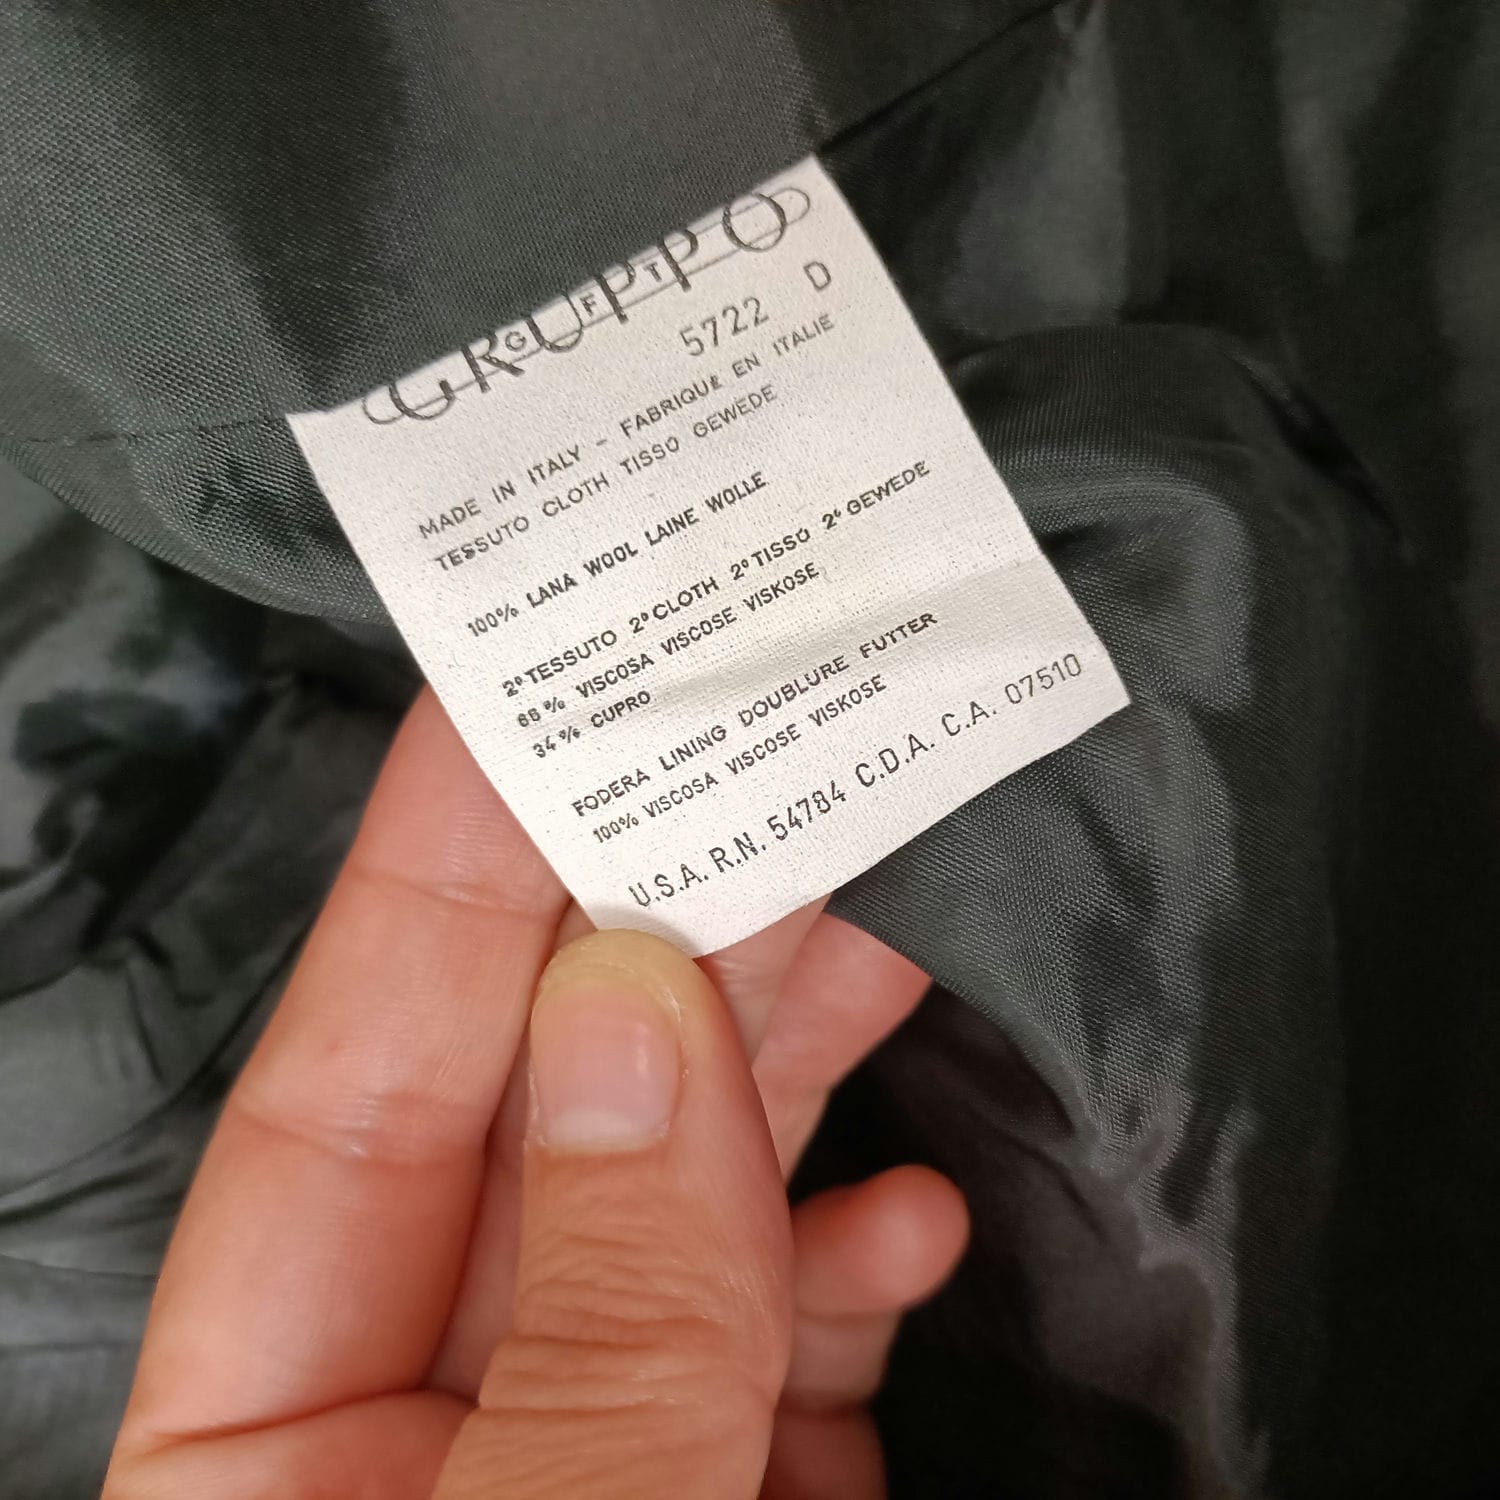 GRUPPO
GFT
5722 D
MADE IN ITALY - FABRIQUE EN ITALIE
TESSUTO CLOTH TISSO GEWEDE
100% LANA WOOL LAINE WOLLE
2° TESSUTO 2° CLOTH 2° TISSO 2° GEWEDE
66% VISCOSA VISCOSE VISKOSE
34% CUPRO
FODERA LINING DOUBLURE FUTTER
100% VISCOSA VISCOSE VISKOSE
U.S.A. R.N. 54784 C.D.A. C.A. 07510